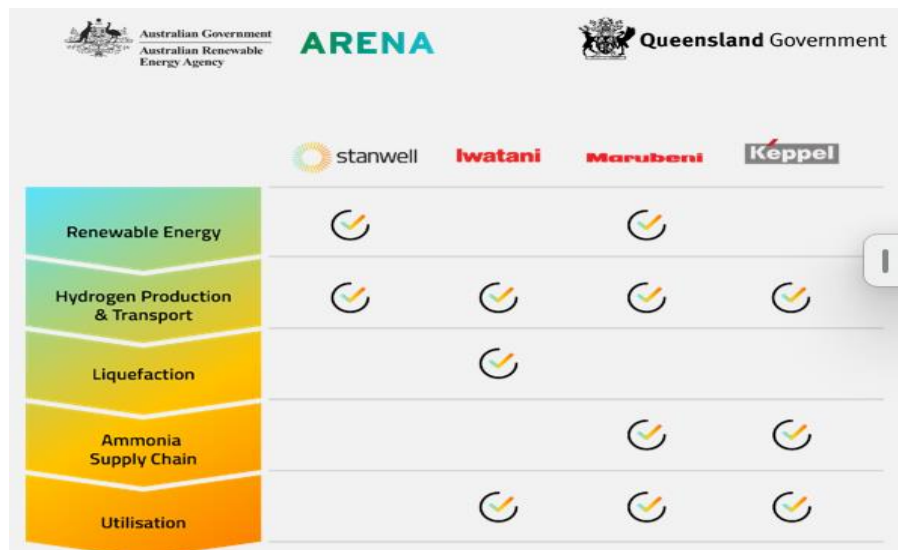 Australian Government
Australian Renewable
Energy Agency
ARENA
Queensland Government
stanwell
Iwatani
Marubeni
Keppel
Renewable Energy
Hydrogen Production
& Transport
Liquefaction
Ammonia
Supply Chain
Utilisation